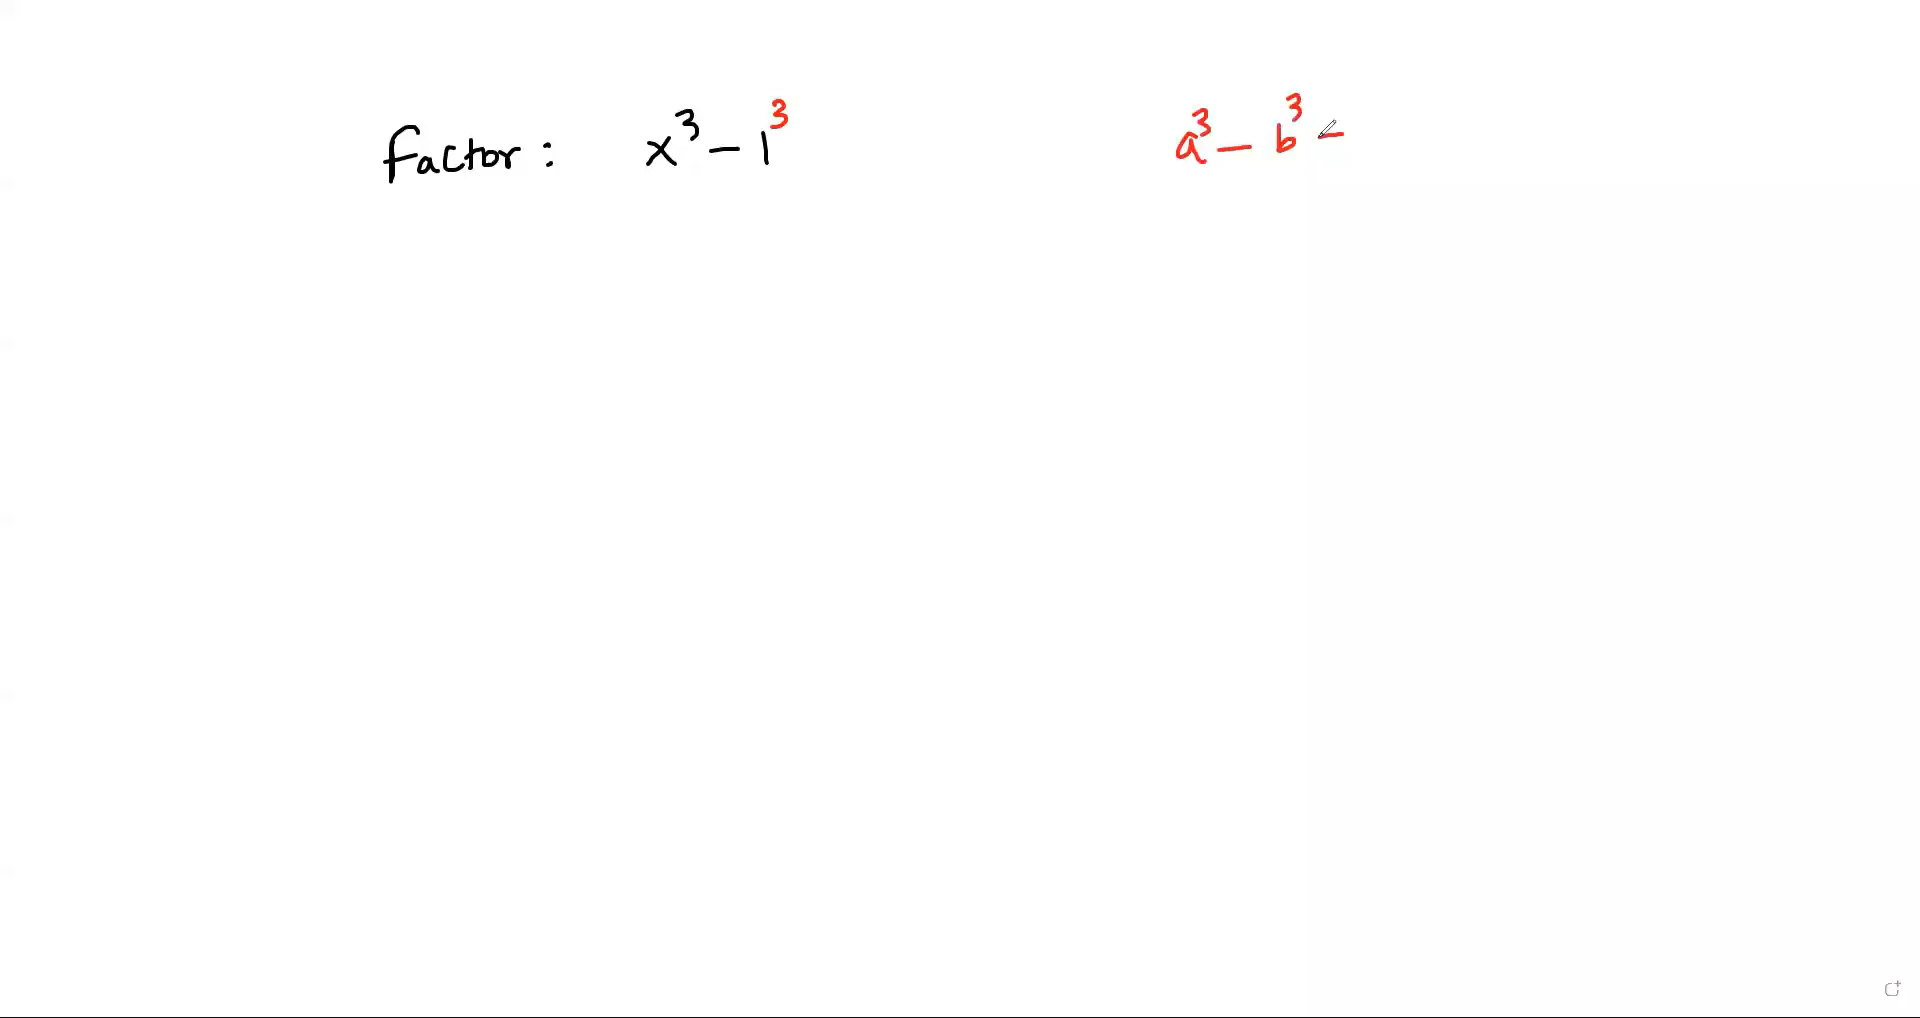 factor : x³ – 1³
a³ – b³ –